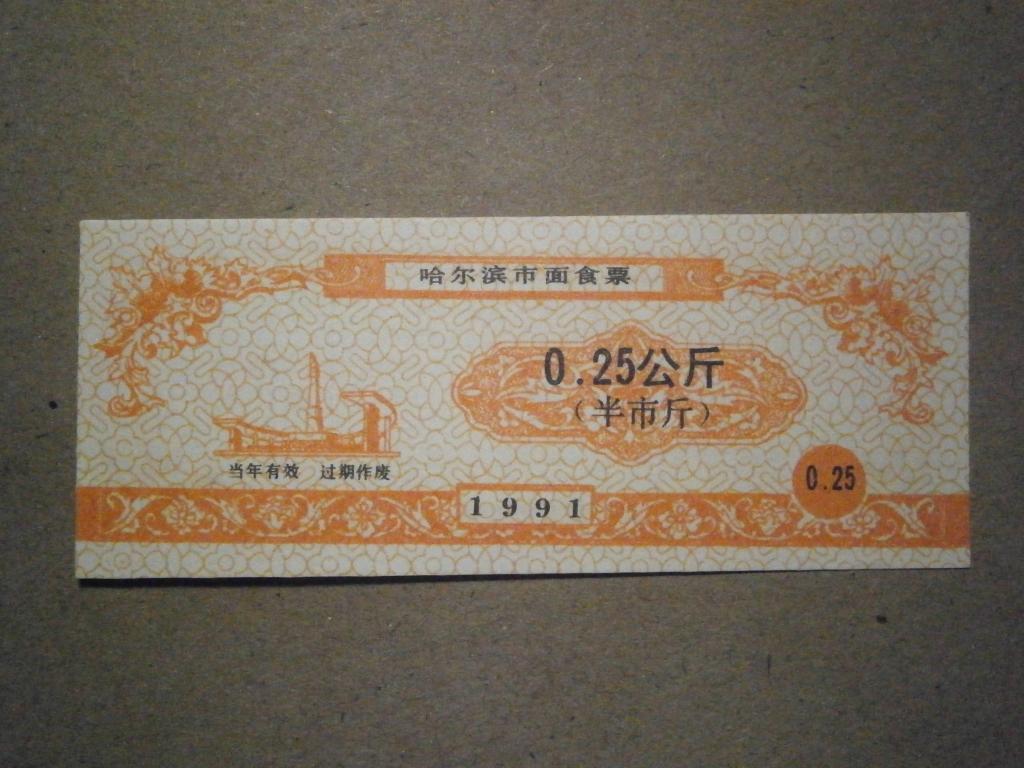 哈尔滨市面食票
0.25公斤
（半市斤）
当年有效 过期作废
0.25
1991